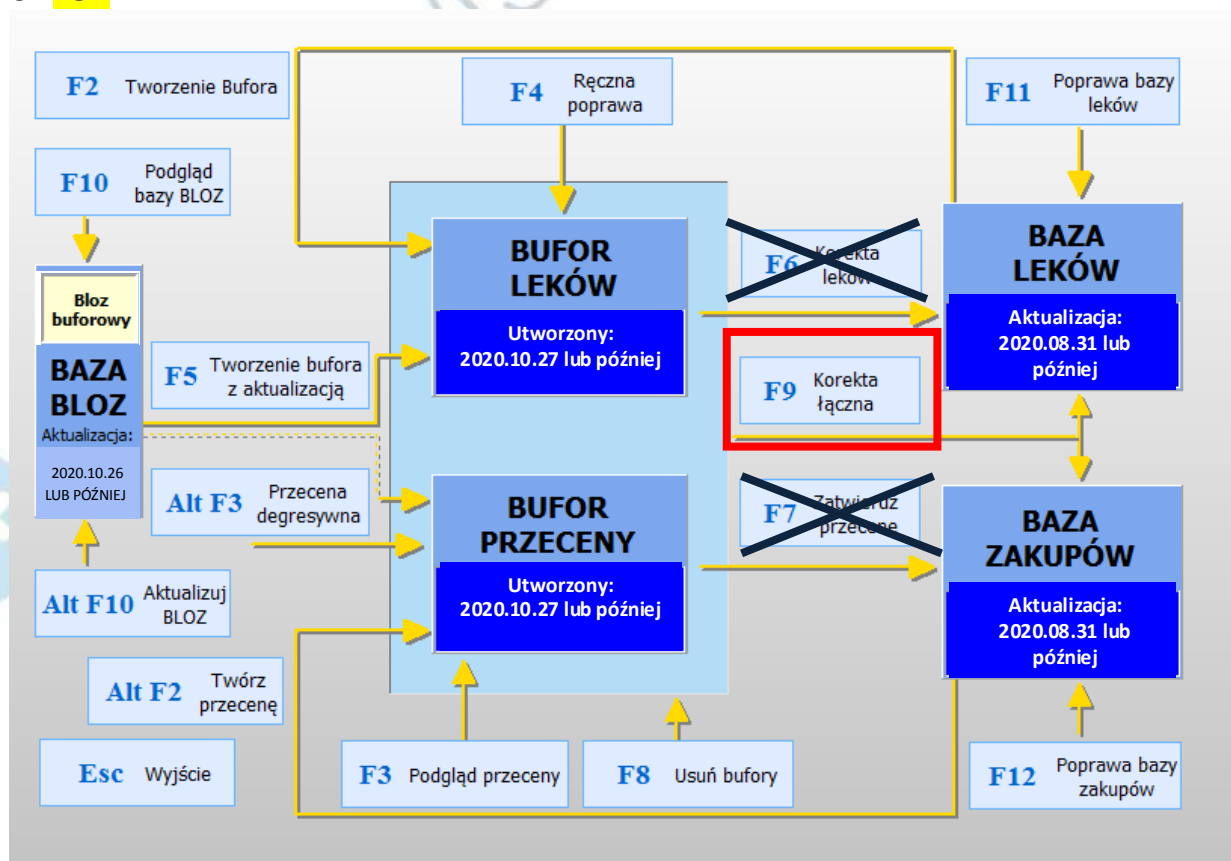 F2 Tworzenie Bufora
F4 Ręczna
poprawa
F11 Poprawa bazy
leków
F10 Podgląd
bazy BLOZ
BUFOR
LEKÓW
Utworzony:
2020.10.27 lub później
F6 Korekta
leków
BAZA
LEKÓW
Aktualizacja:
2020.08.31 lub
później
Bloz
buforowy
BAZA
BLOZ
Aktualizacja:
2020.10.26
LUB PÓŹNIEJ
F5 Tworzenie bufora
z aktualizacją
F9 Korekta
łączna
Alt F3 Przecena
degresywna
BUFOR
PRZECENY
Utworzony:
2020.10.27 lub później
F7 Zatwierdź
przecenę
BAZA
ZAKUPÓW
Aktualizacja:
2020.08.31 lub
później
Alt F10 Aktualizuj
BLOZ
Alt F2 Twórz
przecenę
Esc Wyjście
F3 Podgląd przeceny
F8 Usuń bufory
F12 Poprawa bazy
zakupów